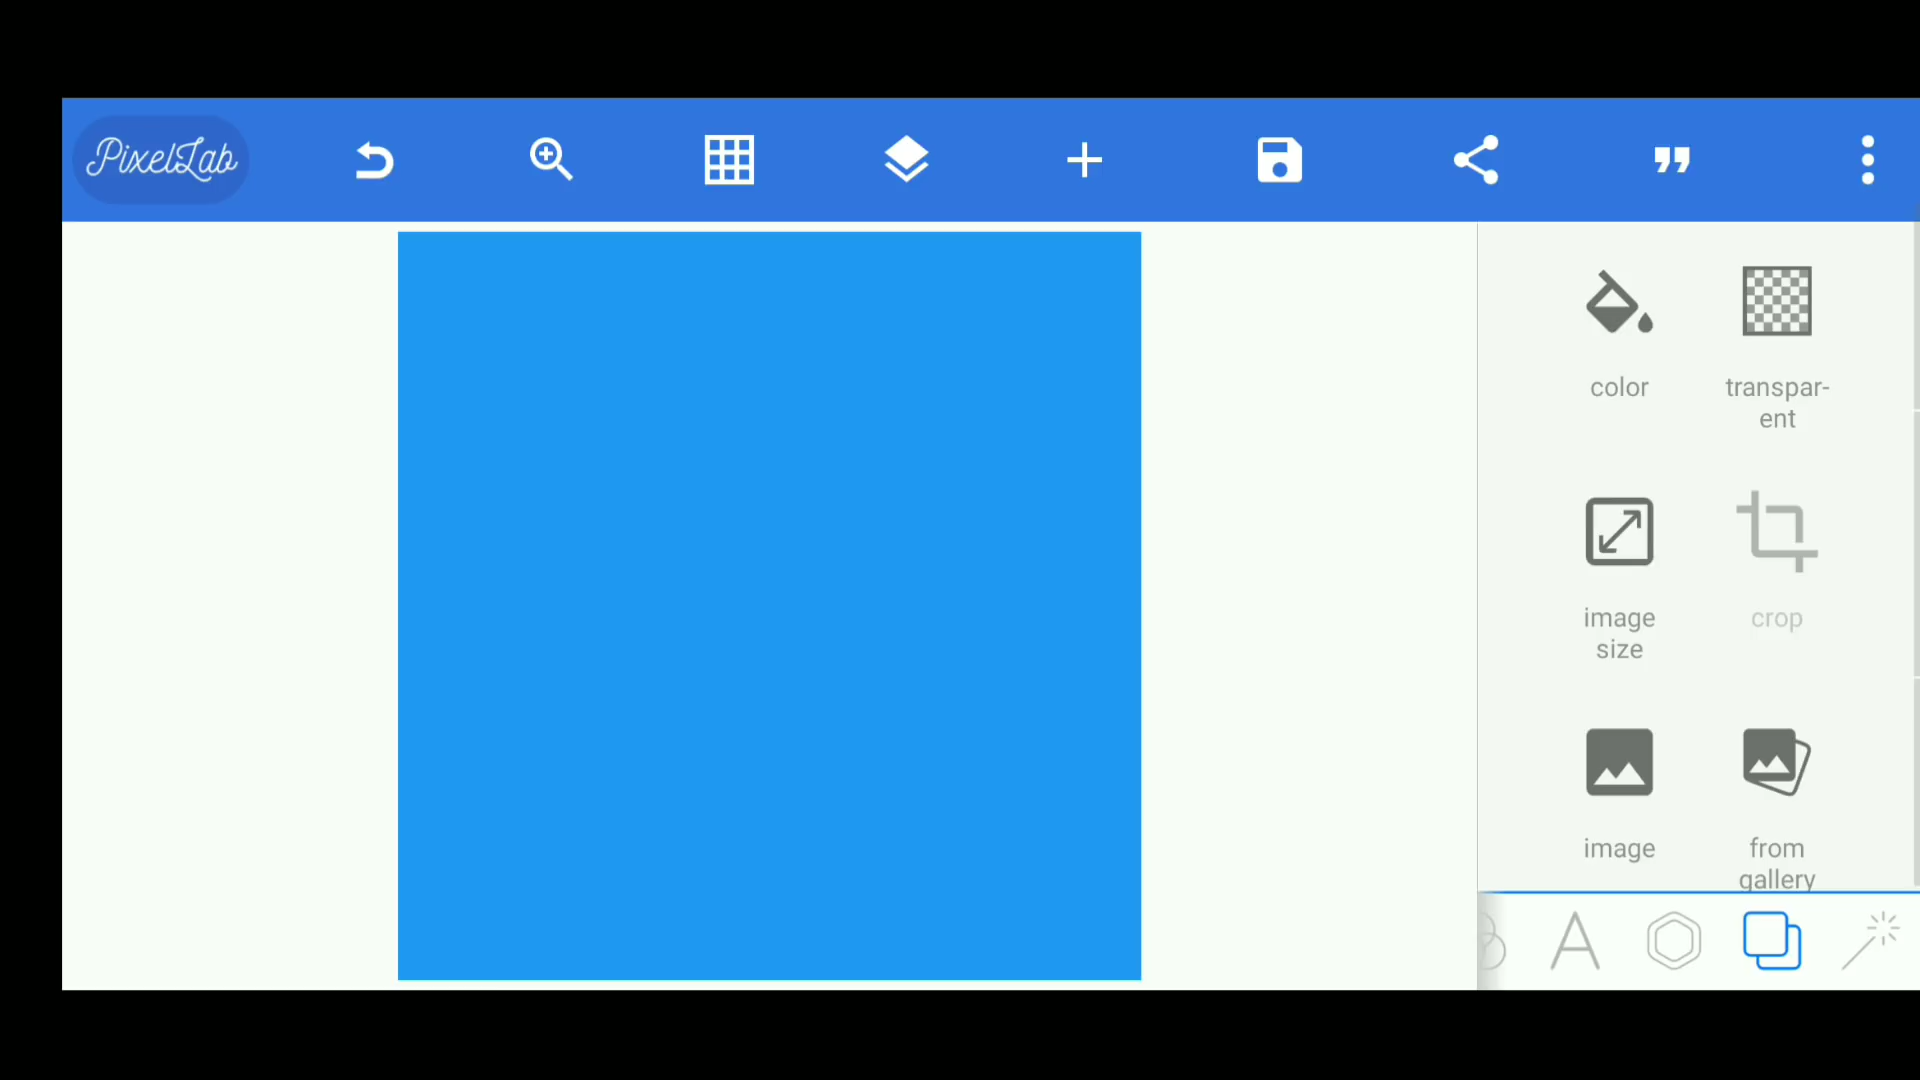 PixelLab
color
transpar-
ent
image
size
crop
image
from
gallery